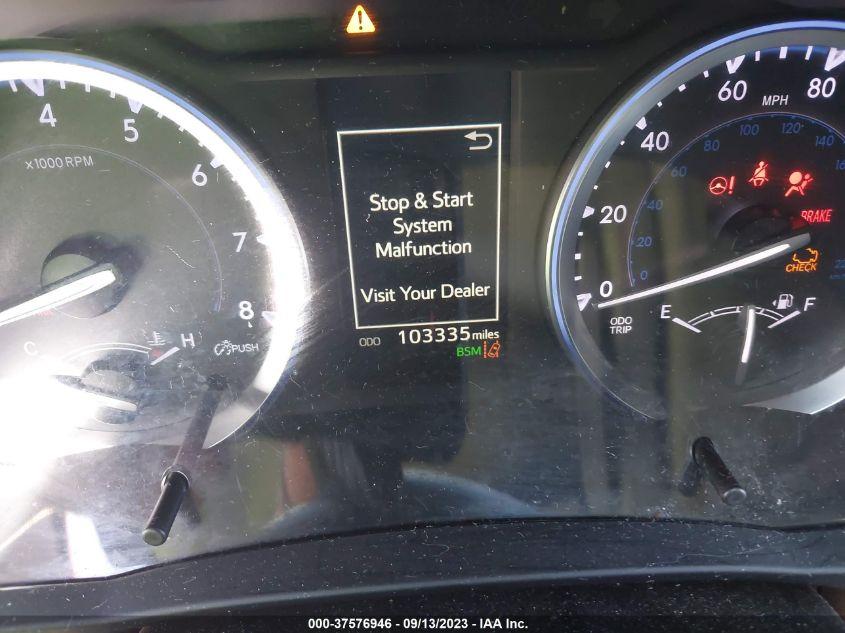 4
5
6
7
8
x1000 RPM
C
H
PUSH
Stop & Start
System
Malfunction
Visit Your Dealer
ODO 103335 miles
BSM
0
20
40
60
80
MPH
0
20
40
60
80
100
120
140
BRAKE
CHECK
ODO
TRIP
E
F
000-37576946 - 09/13/2023 - IAA Inc.